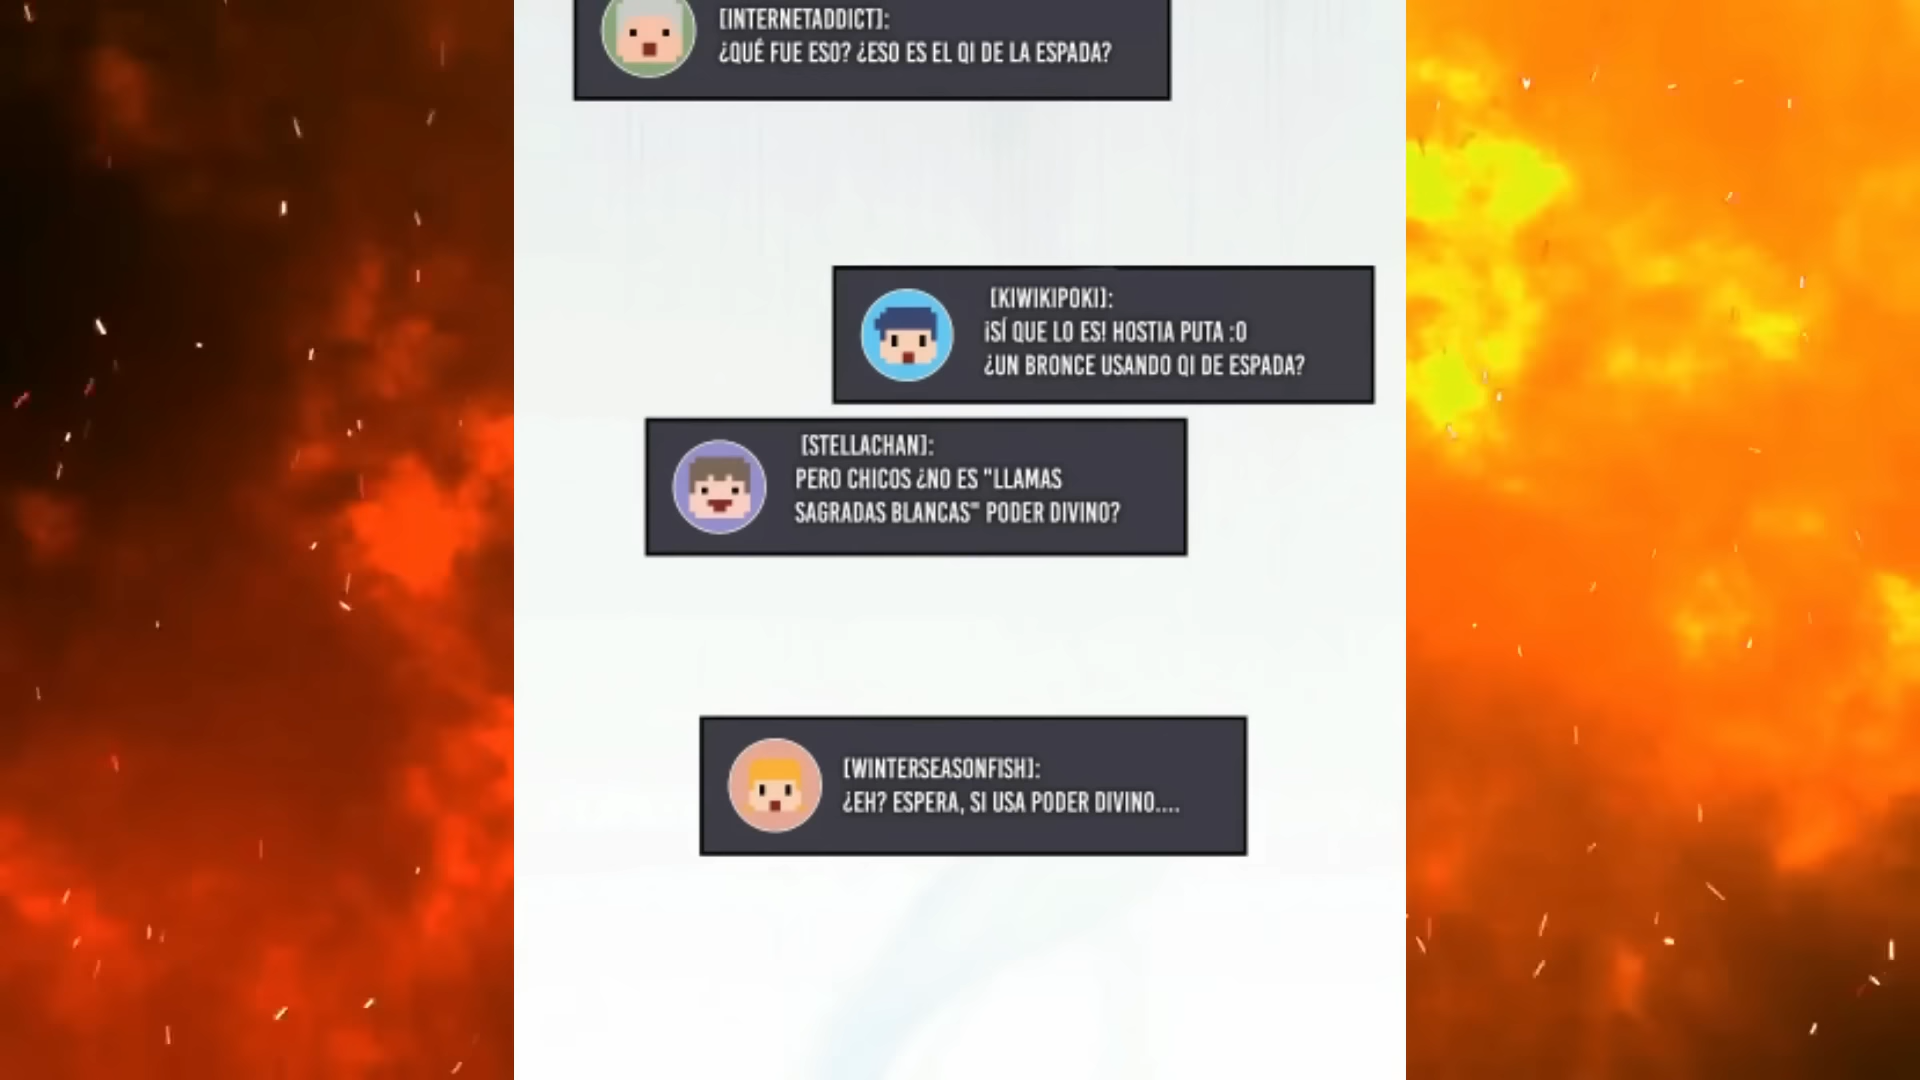 [INTERNETADDICT]:
¿QUÉ FUE ESO? ¿ESO ES EL QI DE LA ESPADA?
[KIWIKIPOKI]:
¡SÍ QUE LO ES! HOSTIA PUTA :O
¿UN BRONCE USANDO QI DE ESPADA?
[STELLACHAN]:
PERO CHICOS ¿NO ES "LLAMAS
SAGRADAS BLANCAS" PODER DIVINO?
[WINTERSEASONFISH]:
¿EH? ESPERA, SI USA PODER DIVINO....